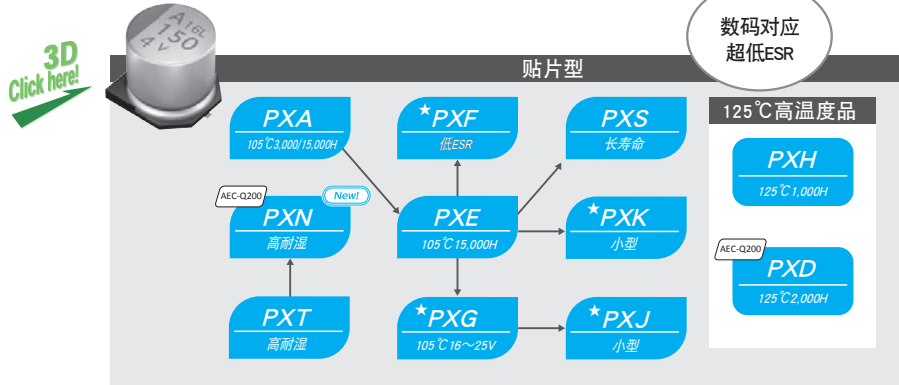 数码对应
超低ESR
3D
Click here!
A16L
150
4V
贴片型
125℃高温度品
PXA
105℃3,000/15,000H
★PXF
低ESR
PXS
长寿命
PXH
125℃1,000H
AEC-Q200
New!
PXN
高耐湿
PXE
105℃15,000H
★PXK
小型
AEC-Q200
PXD
125℃2,000H
PXT
高耐湿
★PXG
105℃16～25V
★PXJ
小型